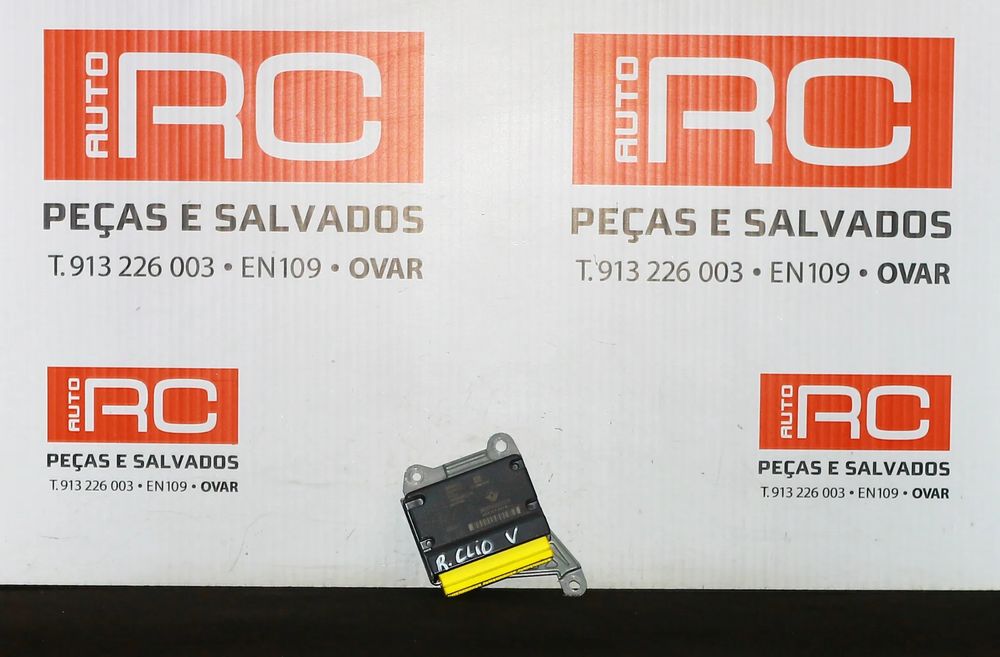 AUTO RC
PEÇAS E SALVADOS
T. 913 226 003 • EN109 • OVAR
AUTO RC
PEÇAS E SALVADOS
T. 913 226 003 • EN109 • OVAR
AUTO RC
PEÇAS E SALVADOS
T. 913 226 003 • EN109 • OVAR
AUTO RC
PEÇAS E SALVADOS
T. 913 226 003 • EN109 • OVAR
R. CLIO V